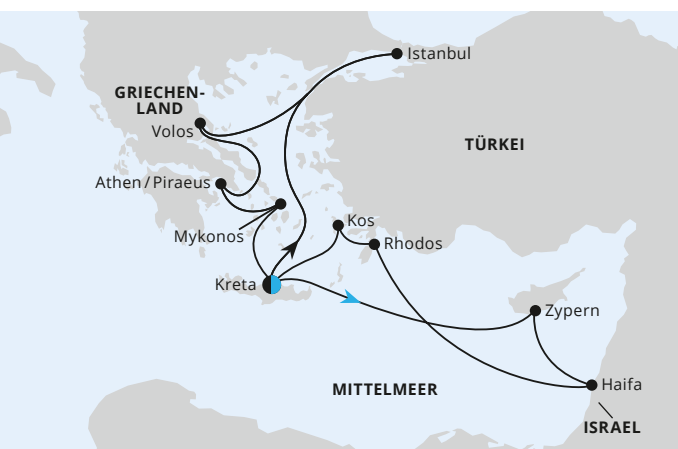 Istanbul
GRIECHEN-
LAND
Volos
TÜRKEI
Athen/Piraeus
Mykonos
Kos
Rhodos
Kreta
Zypern
Haifa
MITTELMEER
ISRAEL